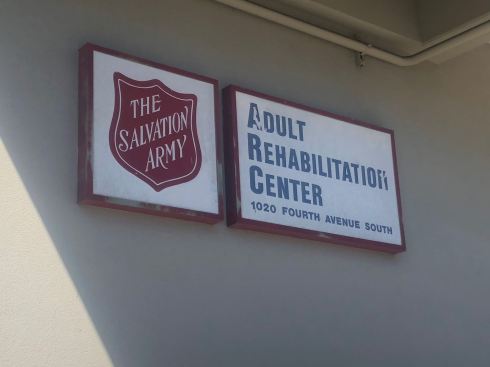 THE
SALVATION
ARMY
ADULT
REHABILITATION
CENTER
1020 FOURTH AVENUE SOUTH